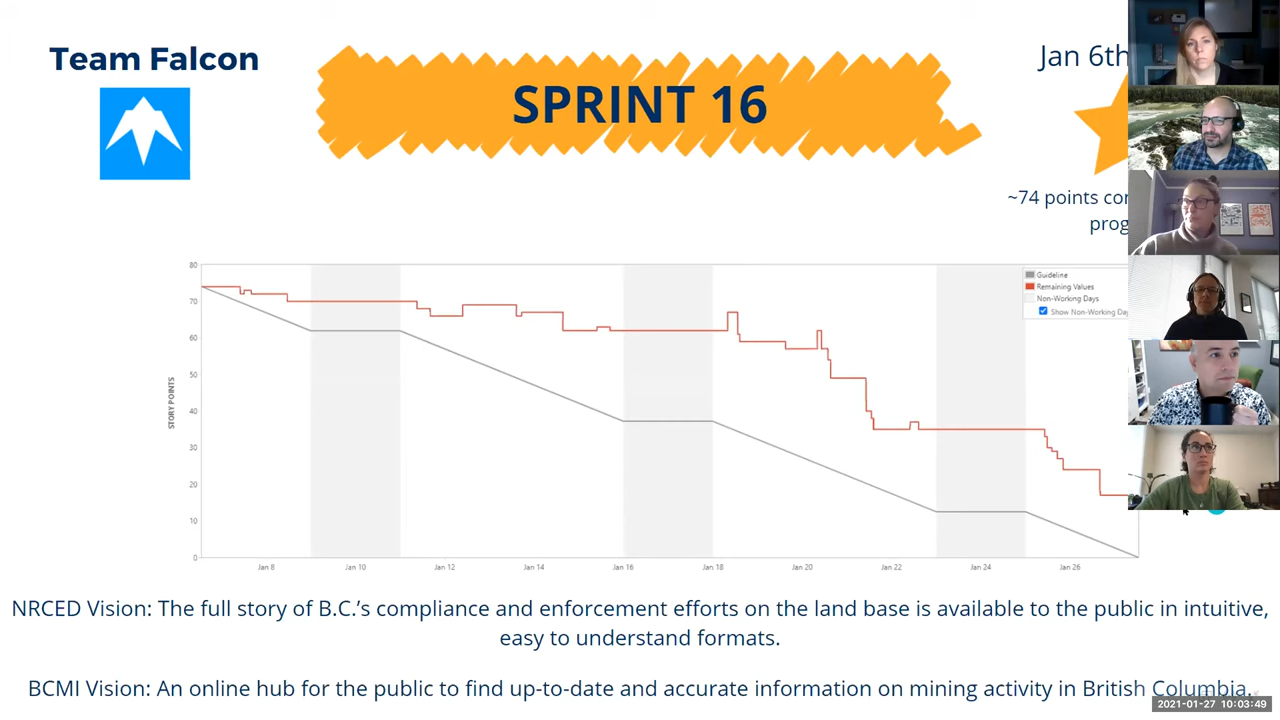 Team Falcon
SPRINT 16
Jan 6th
~74 points
80
70
60
50
40
30
20
10
0
STORY POINTS
Guideline
Remaining Values
Non-Working Days
Show Non-Working
Jan 8
Jan 10
Jan 12
Jan 14
Jan 16
Jan 18
Jan 20
Jan 22
Jan 24
Jan 26
NRCED Vision: The full story of B.C.’s compliance and enforcement efforts on the land base is available to the public in intuitive,
easy to understand formats.
BCMI Vision: An online hub for the public to find up-to-date and accurate information on mining activity in British Columbia.
2021-01-27 10:03:49